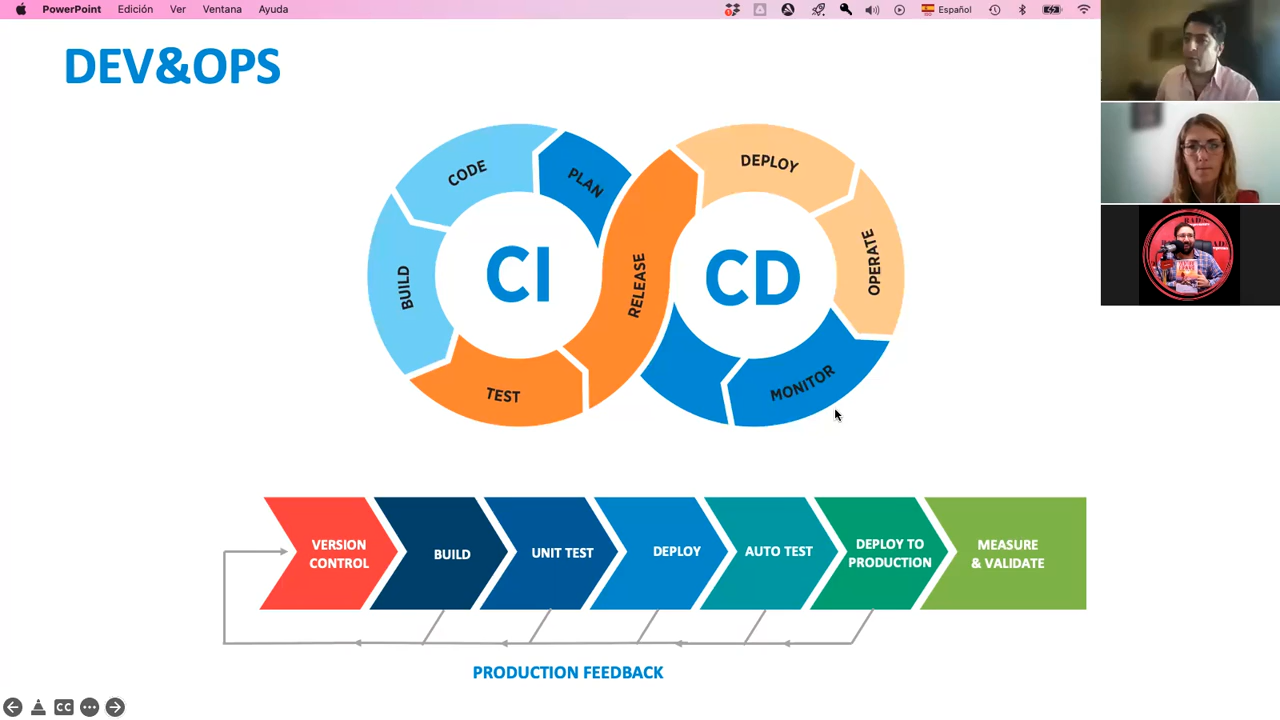 PowerPoint Edición Ver Ventana Ayuda Español
DEV&OPS
CODE
PLAN
BUILD
CI
TEST
RELEASE
DEPLOY
OPERATE
CD
MONITOR
VERSION
CONTROL
BUILD
UNIT TEST
DEPLOY
AUTO TEST
DEPLOY TO
PRODUCTION
MEASURE
& VALIDATE
PRODUCTION FEEDBACK
CC